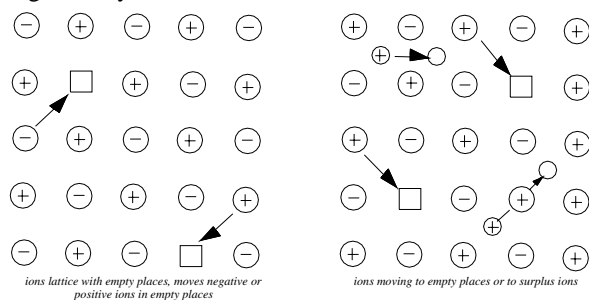 ions lattice with empty places, moves negative or
positive ions in empty places
ions moving to empty places or to surplus ions